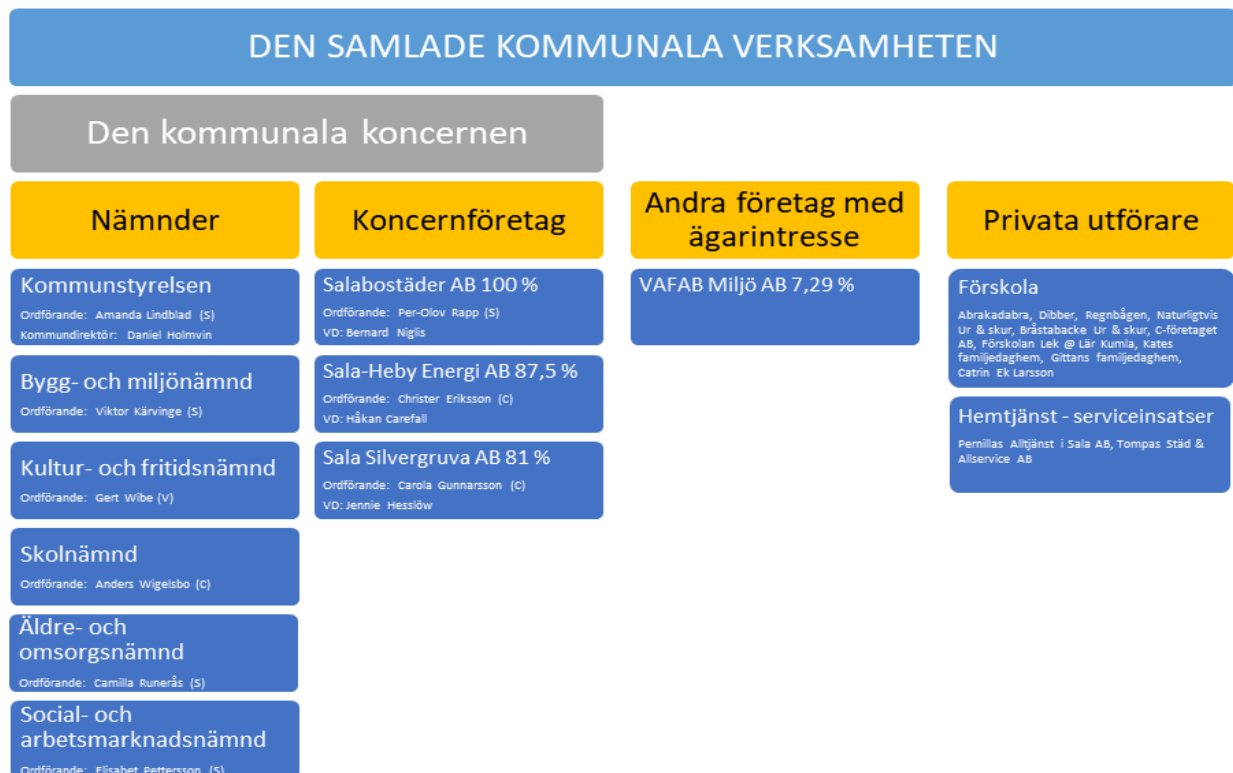 DEN SAMLADE KOMMUNALA VERKSAMHETEN
Den kommunala koncernen
Nämnder
Kommunstyrelsen
Ordförande: Amanda Lindblad (S)
Kommundirektör: Daniel Holmvin
Bygg- och miljönämnd
Ordförande: Viktor Kärvinge (S)
Kultur- och fritidsnämnd
Ordförande: Gert Wibe (V)
Skolnämnd
Ordförande: Anders Wigelsbo (C)
Äldre- och
omsorgsnämnd
Ordförande: Camilla Runerås (S)
Social- och
arbetsmarknadsnämnd
Ordförande: Elisabet Pettersson (S)
Koncernföretag
Salabostäder AB 100 %
Ordförande: Per-Olov Rapp (S)
VD: Bernard Niglis
Sala-Heby Energi AB 87,5 %
Ordförande: Christer Eriksson (C)
VD: Håkan Carefall
Sala Silvergruva AB 81 %
Ordförande: Carola Gunnarsson (C)
VD: Jennie Hesslöw
Andra företag med
ägarintresse
VAFAB Miljö AB 7,29 %
Privata utförare
Förskola
Abrakadabra, Dibber, Regnbågen, Naturligtvis
Ur & skur, Bråstabacke Ur & skur, C-företaget
AB, Förskolan Lek @ Lär Kumla, Kates
familjedaghem, Gittans familjedaghem,
Catrin Ek Larsson
Hemtjänst - serviceinsatser
Pernillas Alltjänst i Sala AB, Tompas Städ &
Allservice AB